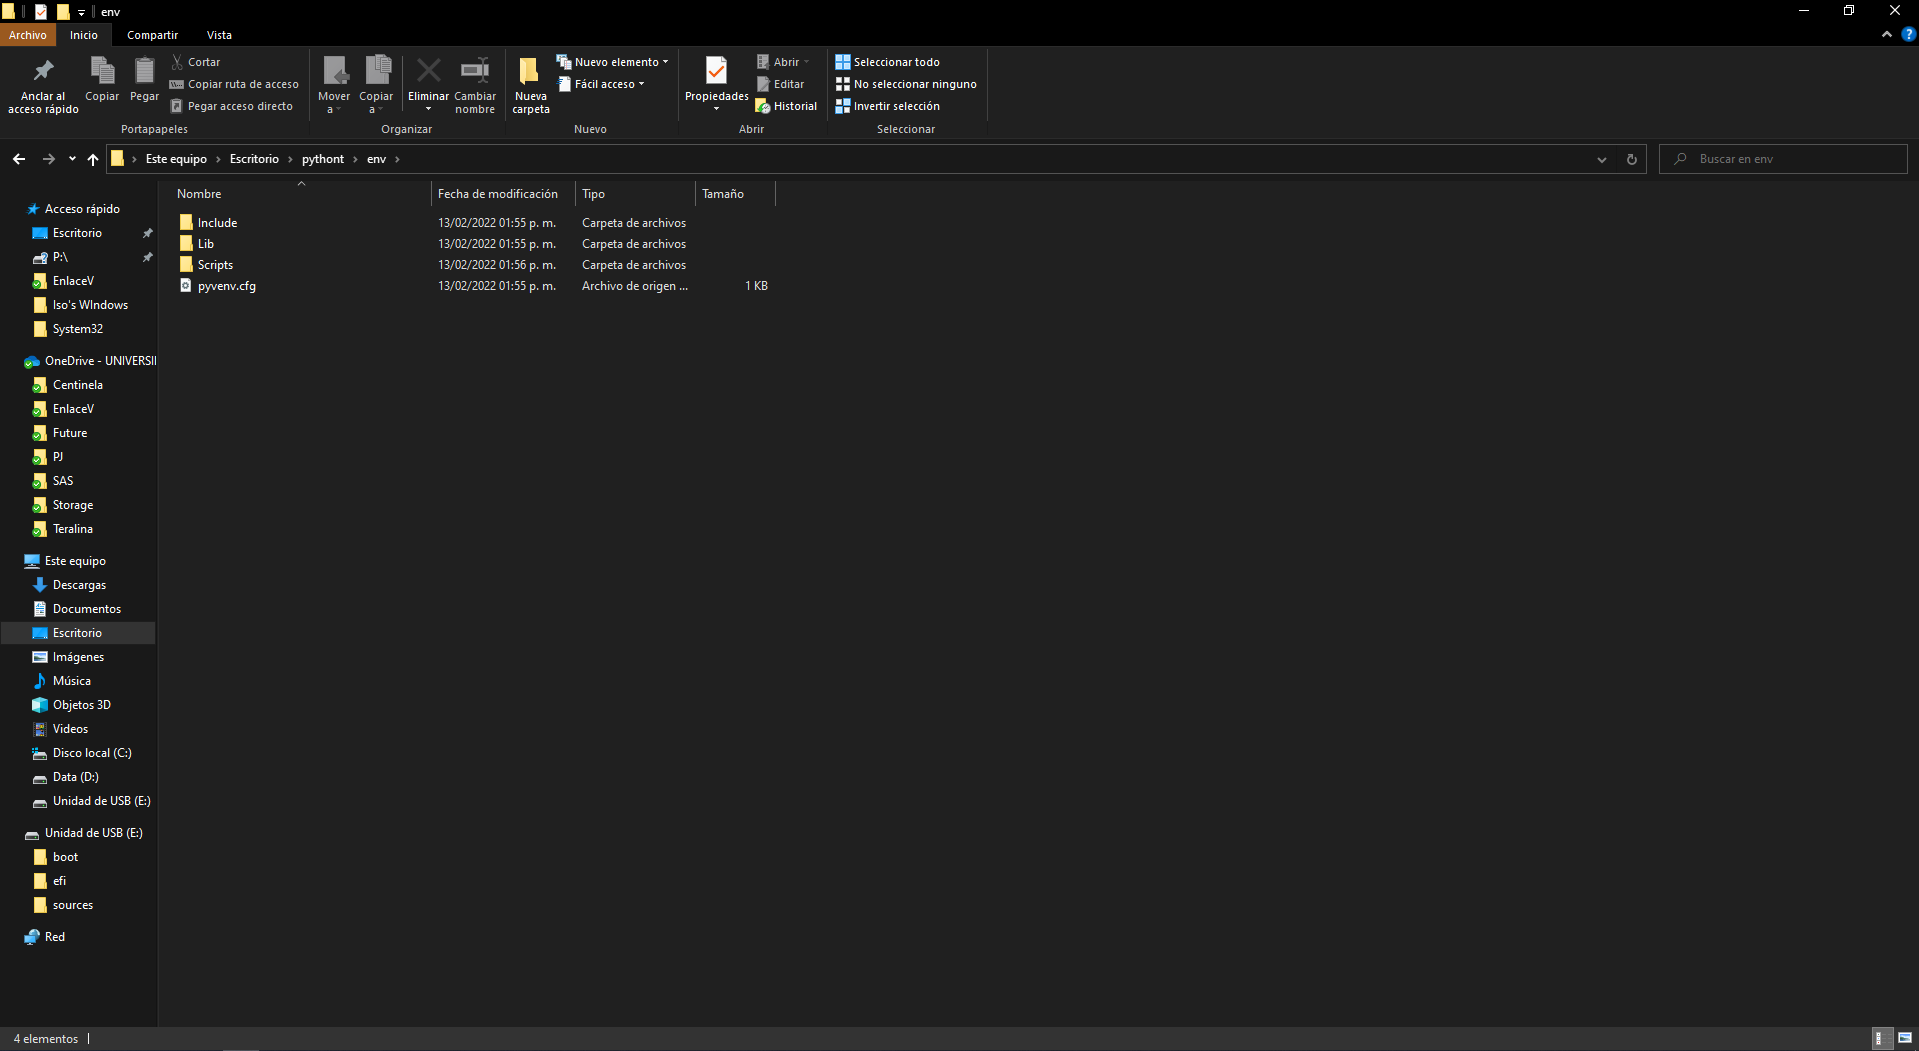 env
Archivo Inicio Compartir Vista
Anclar al acceso rápido
Copiar
Pegar
Cortar
Copiar ruta de acceso
Pegar acceso directo
Portapapeles
Mover a
Copiar a
Eliminar
Cambiar nombre
Organizar
Nueva carpeta
Nuevo elemento
Fácil acceso
Nuevo
Propiedades
Abrir
Editar
Historial
Abrir
Seleccionar todo
No seleccionar ninguno
Invertir selección
Seleccionar
Este equipo > Escritorio > pythont > env >
Buscar en env
Nombre Fecha de modificación Tipo Tamaño
Include 13/02/2022 01:55 p. m. Carpeta de archivos
Lib 13/02/2022 01:55 p. m. Carpeta de archivos
Scripts 13/02/2022 01:56 p. m. Carpeta de archivos
pyvenv.cfg 13/02/2022 01:55 p. m. Archivo de origen ... 1 KB
Acceso rápido
Escritorio
P:\
EnlaceV
Iso's WIndows
System32
OneDrive - UNIVERSI
Centinela
EnlaceV
Future
PJ
SAS
Storage
Teralina
Este equipo
Descargas
Documentos
Escritorio
Imágenes
Música
Objetos 3D
Videos
Disco local (C:)
Data (D:)
Unidad de USB (E:)
Unidad de USB (E:)
boot
efi
sources
Red
4 elementos